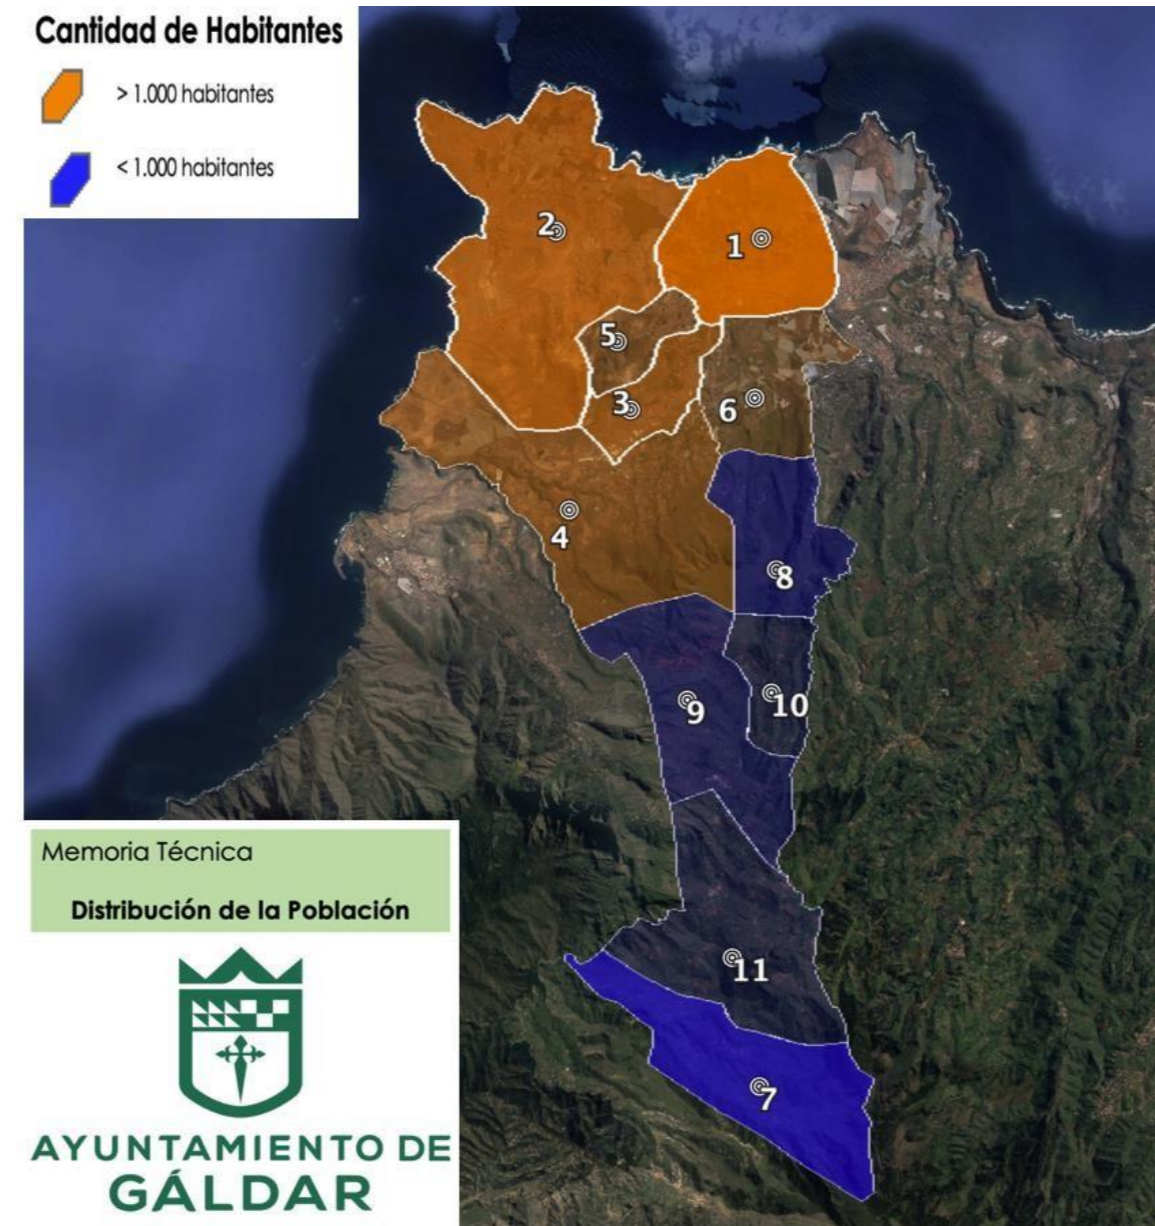 Cantidad de Habitantes
> 1.000 habitantes
< 1.000 habitantes
2
1
5
3
6
4
8
9
10
11
7
Memoria Técnica
Distribución de la Población
AYUNTAMIENTO DE
GÁLDAR